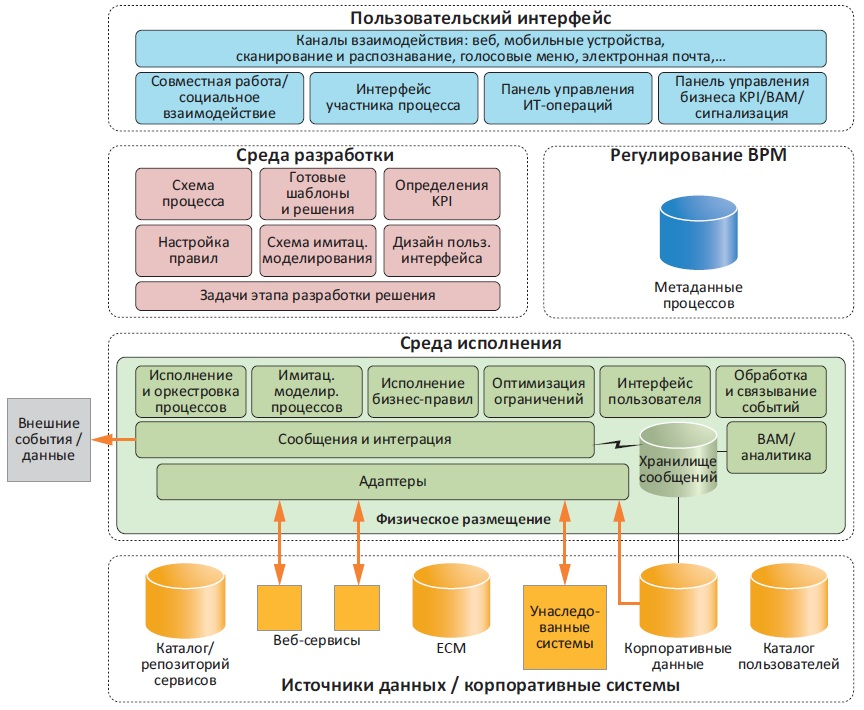 Пользовательский интерфейс
Каналы взаимодействия: веб, мобильные устройства,
сканирование и распознавание, голосовые меню, электронная почта,...
Совместная работа/
социальное
взаимодействие
Интерфейс
участника процесса
Панель управления
ИТ-операций
Панель управления
бизнеса KPI/BAM/
сигнализация
Среда разработки
Схема
процесса
Готовые
шаблоны
и решения
Определения
KPI
Настройка
правил
Схема имитац.
моделирования
Дизайн польз.
интерфейса
Задачи этапа разработки решения
Регулирование BPM
Метаданные
процессов
Среда исполнения
Исполнение
и оркестровка
процессов
Имитац.
моделир.
процессов
Исполнение
бизнес-правил
Оптимизация
ограничений
Интерфейс
пользователя
Обработка
и связывание
событий
Внешние
события /
данные
Сообщения и интеграция
Хранилище
сообщений
BAM/
аналитика
Адаптеры
Физическое размещение
Каталог/
репозиторий
сервисов
Веб-сервисы
ECM
Унаследо-
ванные
системы
Корпоративные
данные
Каталог
пользователей
Источники данных / корпоративные системы